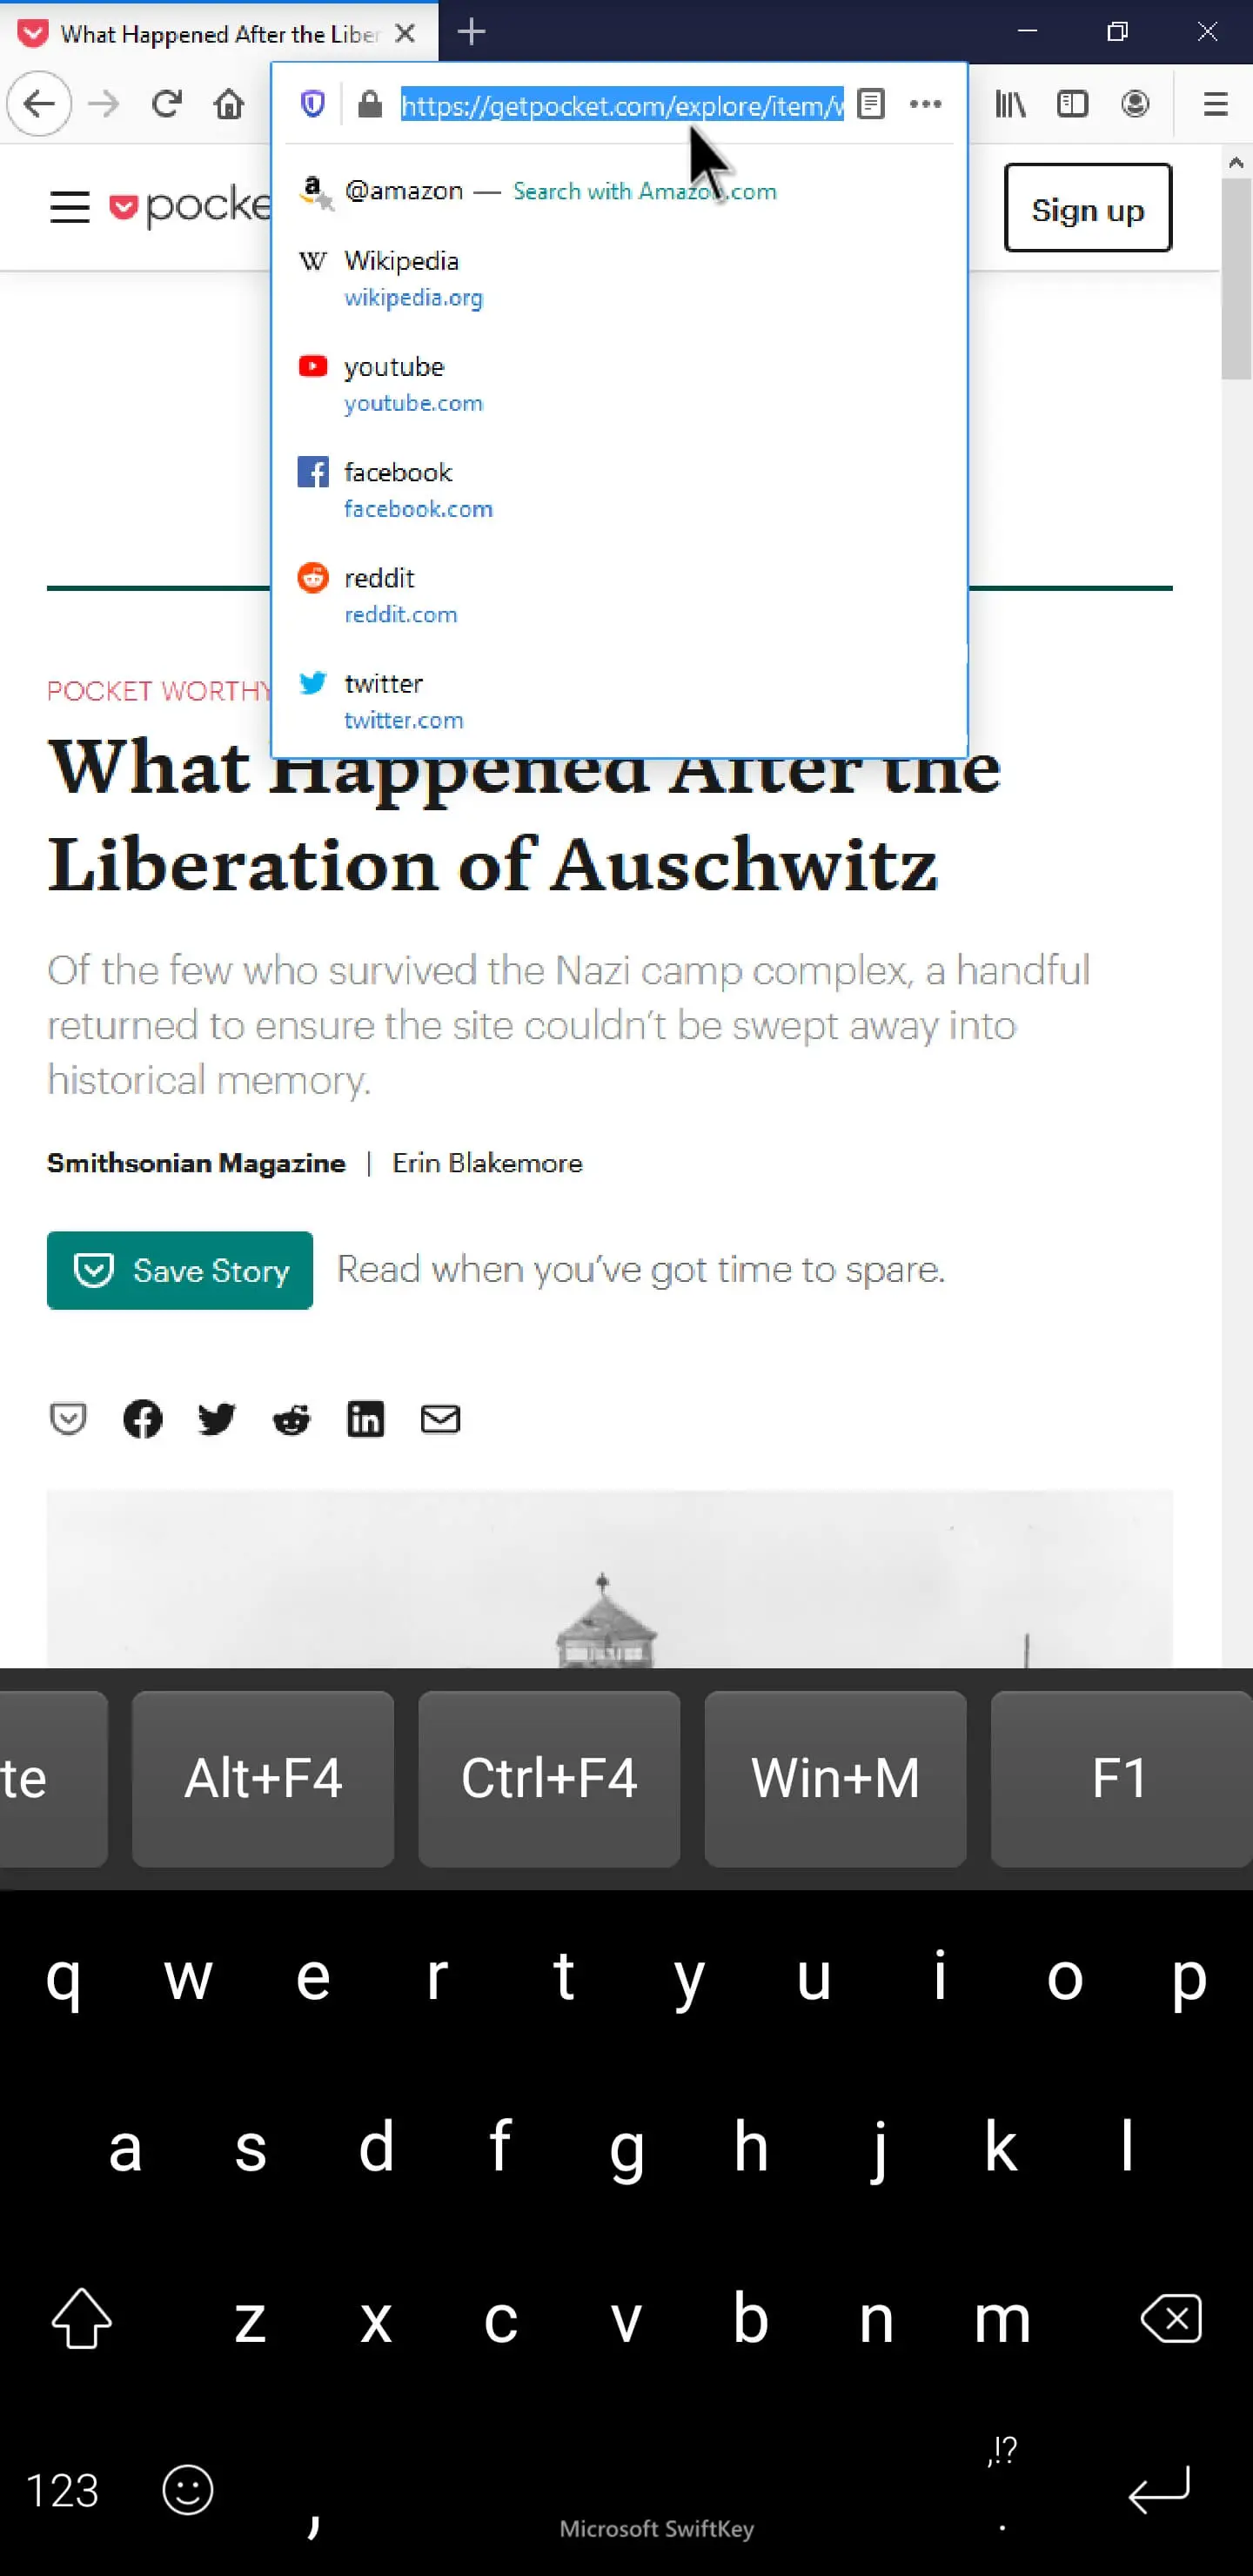 What Happened After the Liber
https://getpocket.com/explore/item/
@amazon — Search with Amazon.com
pocke
Sign up
Wikipedia
wikipedia.org
youtube
youtube.com
facebook
facebook.com
reddit
reddit.com
twitter
twitter.com
POCKET WORTHY
What Happened After the
Liberation of Auschwitz
Of the few who survived the Nazi camp complex, a handful
returned to ensure the site couldn't be swept away into
historical memory.
Smithsonian Magazine | Erin Blakemore
Save Story Read when you've got time to spare.
te Alt+F4 Ctrl+F4 Win+M F1
q w e r t y u i o p
a s d f g h j k l
z x c v b n m
,!?
123 , Microsoft SwiftKey .